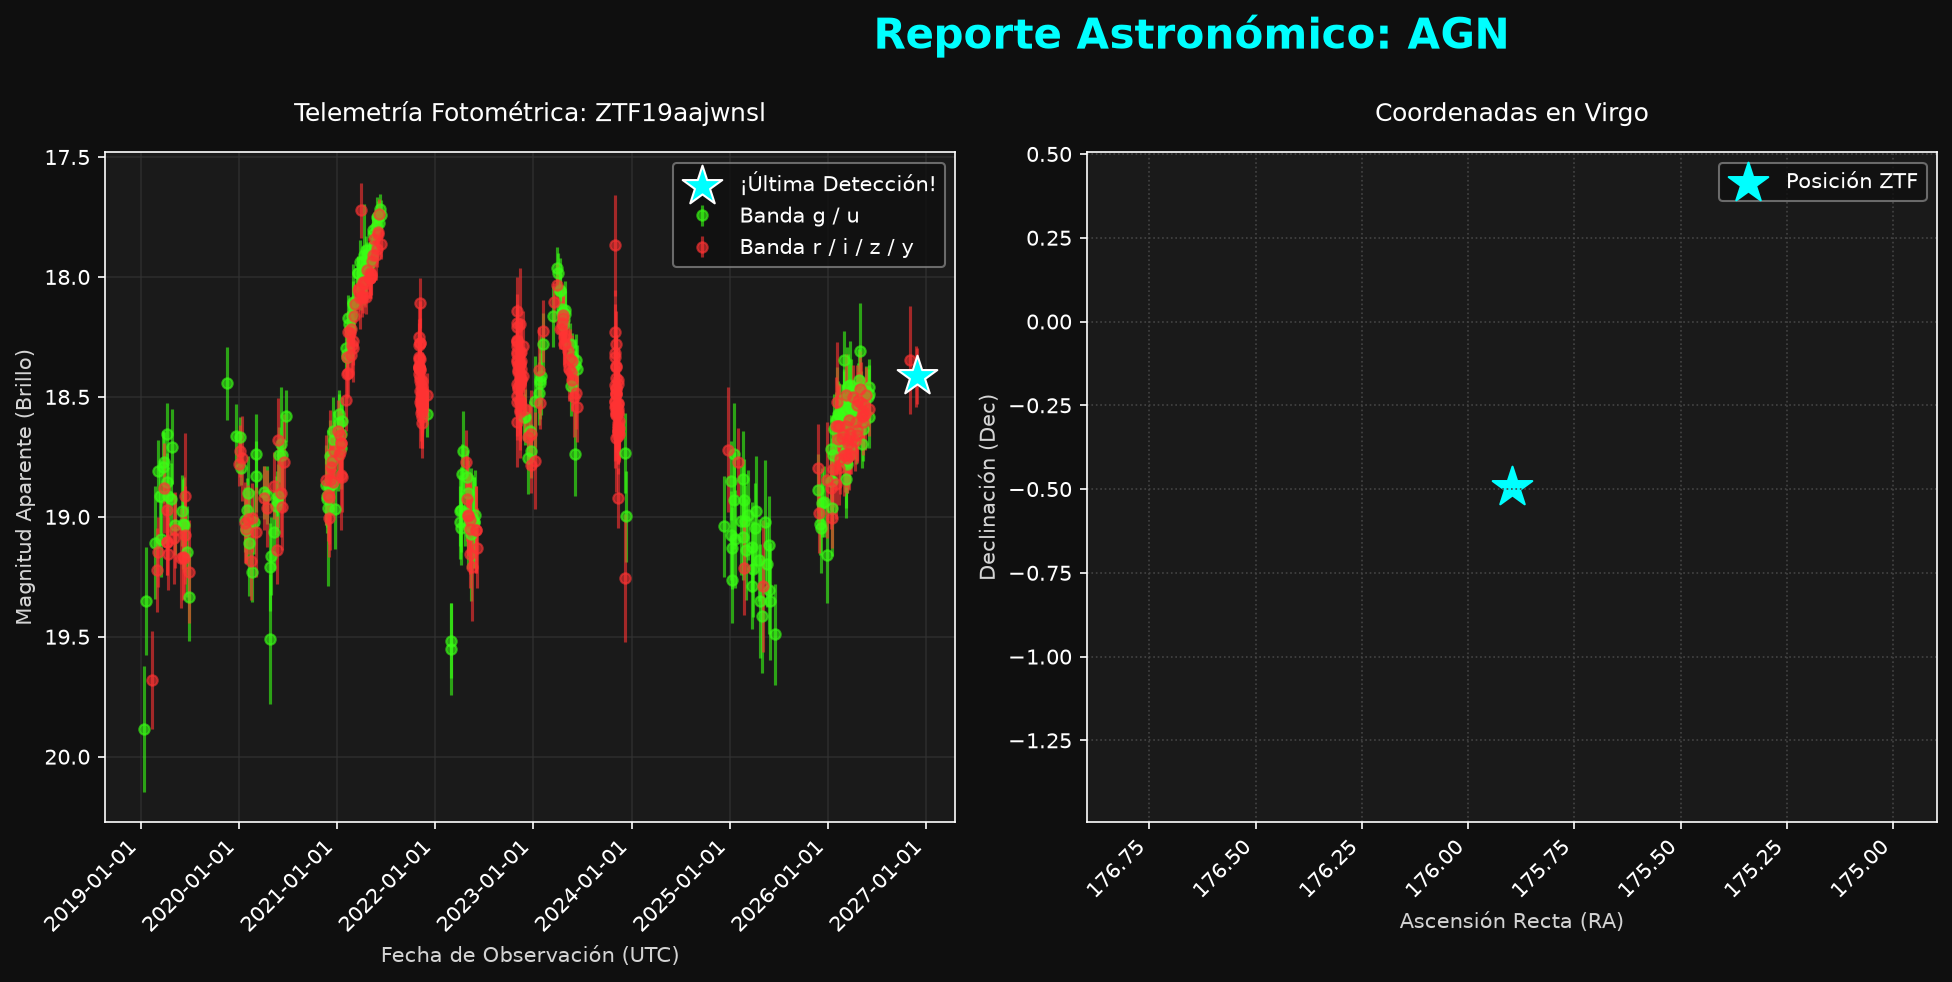 Reporte Astronómico: AGN
Telemetría Fotométrica: ZTF19aajwnsl
Magnitud Aparente (Brillo)
17.5
18.0
18.5
19.0
19.5
20.0
¡Última Detección!
Banda g / u
Banda r / i / z / y
2019-01-01
2020-01-01
2021-01-01
2022-01-01
2023-01-01
2024-01-01
2025-01-01
2026-01-01
2027-01-01
Fecha de Observación (UTC)
Coordenadas en Virgo
Declinación (Dec)
0.50
0.25
0.00
−0.25
−0.50
−0.75
−1.00
−1.25
Posición ZTF
176.75
176.50
176.25
176.00
175.75
175.50
175.25
175.00
Ascensión Recta (RA)